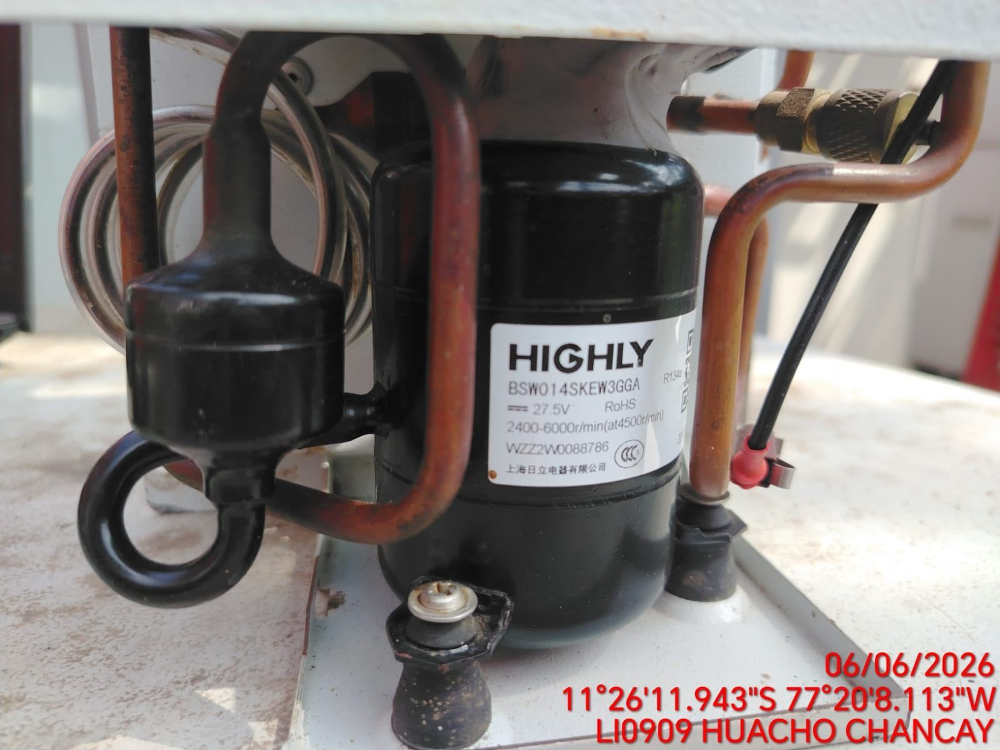 HIGHLY
BSW014SKEW3GGA
R134a
27.5V RoHS
2400-6000r/min(at4500r/min)
WZZ2W0088786
上海日立电器有限公司
06/06/2026
11°26'11.943"S 77°20'8.113"W
LI0909 HUACHO CHANCAY